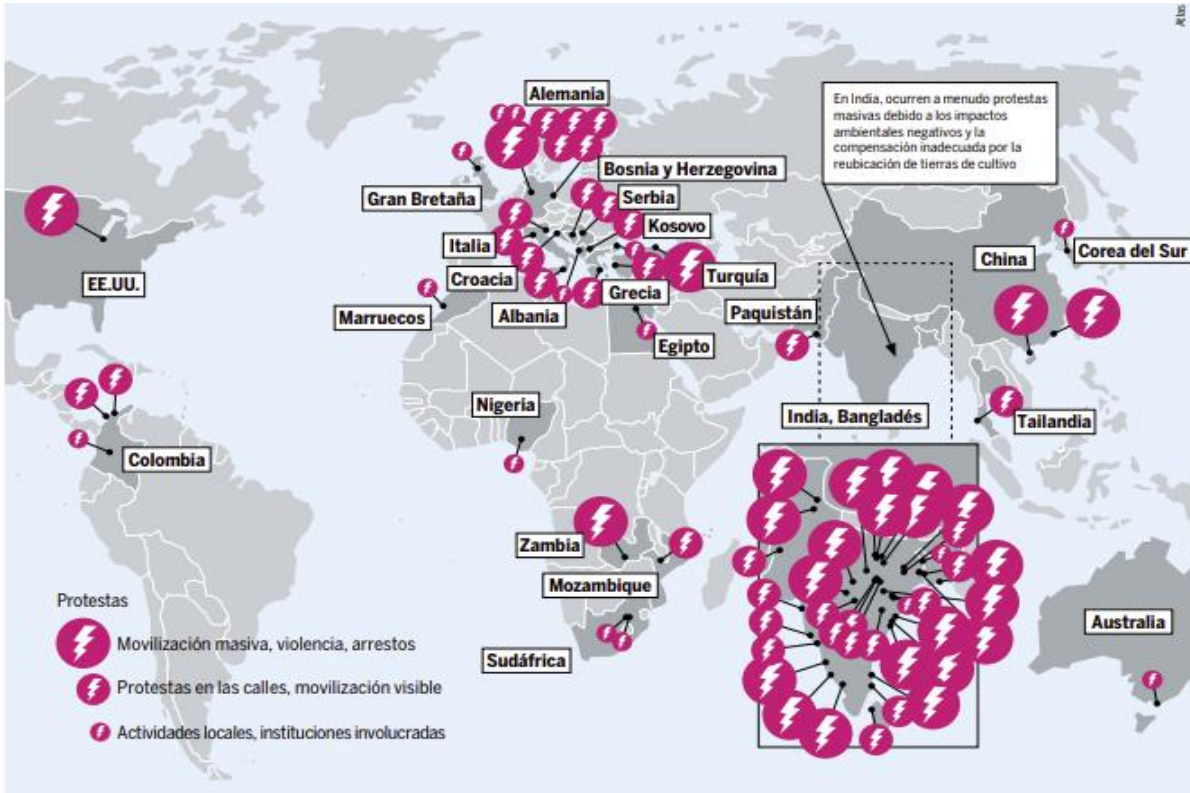 Atlas
Alemania
En India, ocurren a menudo protestas
masivas debido a los impactos
ambientales negativos y la
compensación inadecuada por la
reubicación de tierras de cultivo
Bosnia y Herzegovina
Gran Bretaña
Serbia
Kosovo
Italia
China
Corea del Sur
EE.UU.
Croacia
Turquía
Grecia
Marruecos
Albania
Paquistán
Egipto
Nigeria
India, Bangladés
Tailandia
Colombia
Zambia
Mozambique
Protestas
Movilización masiva, violencia, arrestos
Australia
Sudáfrica
Protestas en las calles, movilización visible
Actividades locales, instituciones involucradas